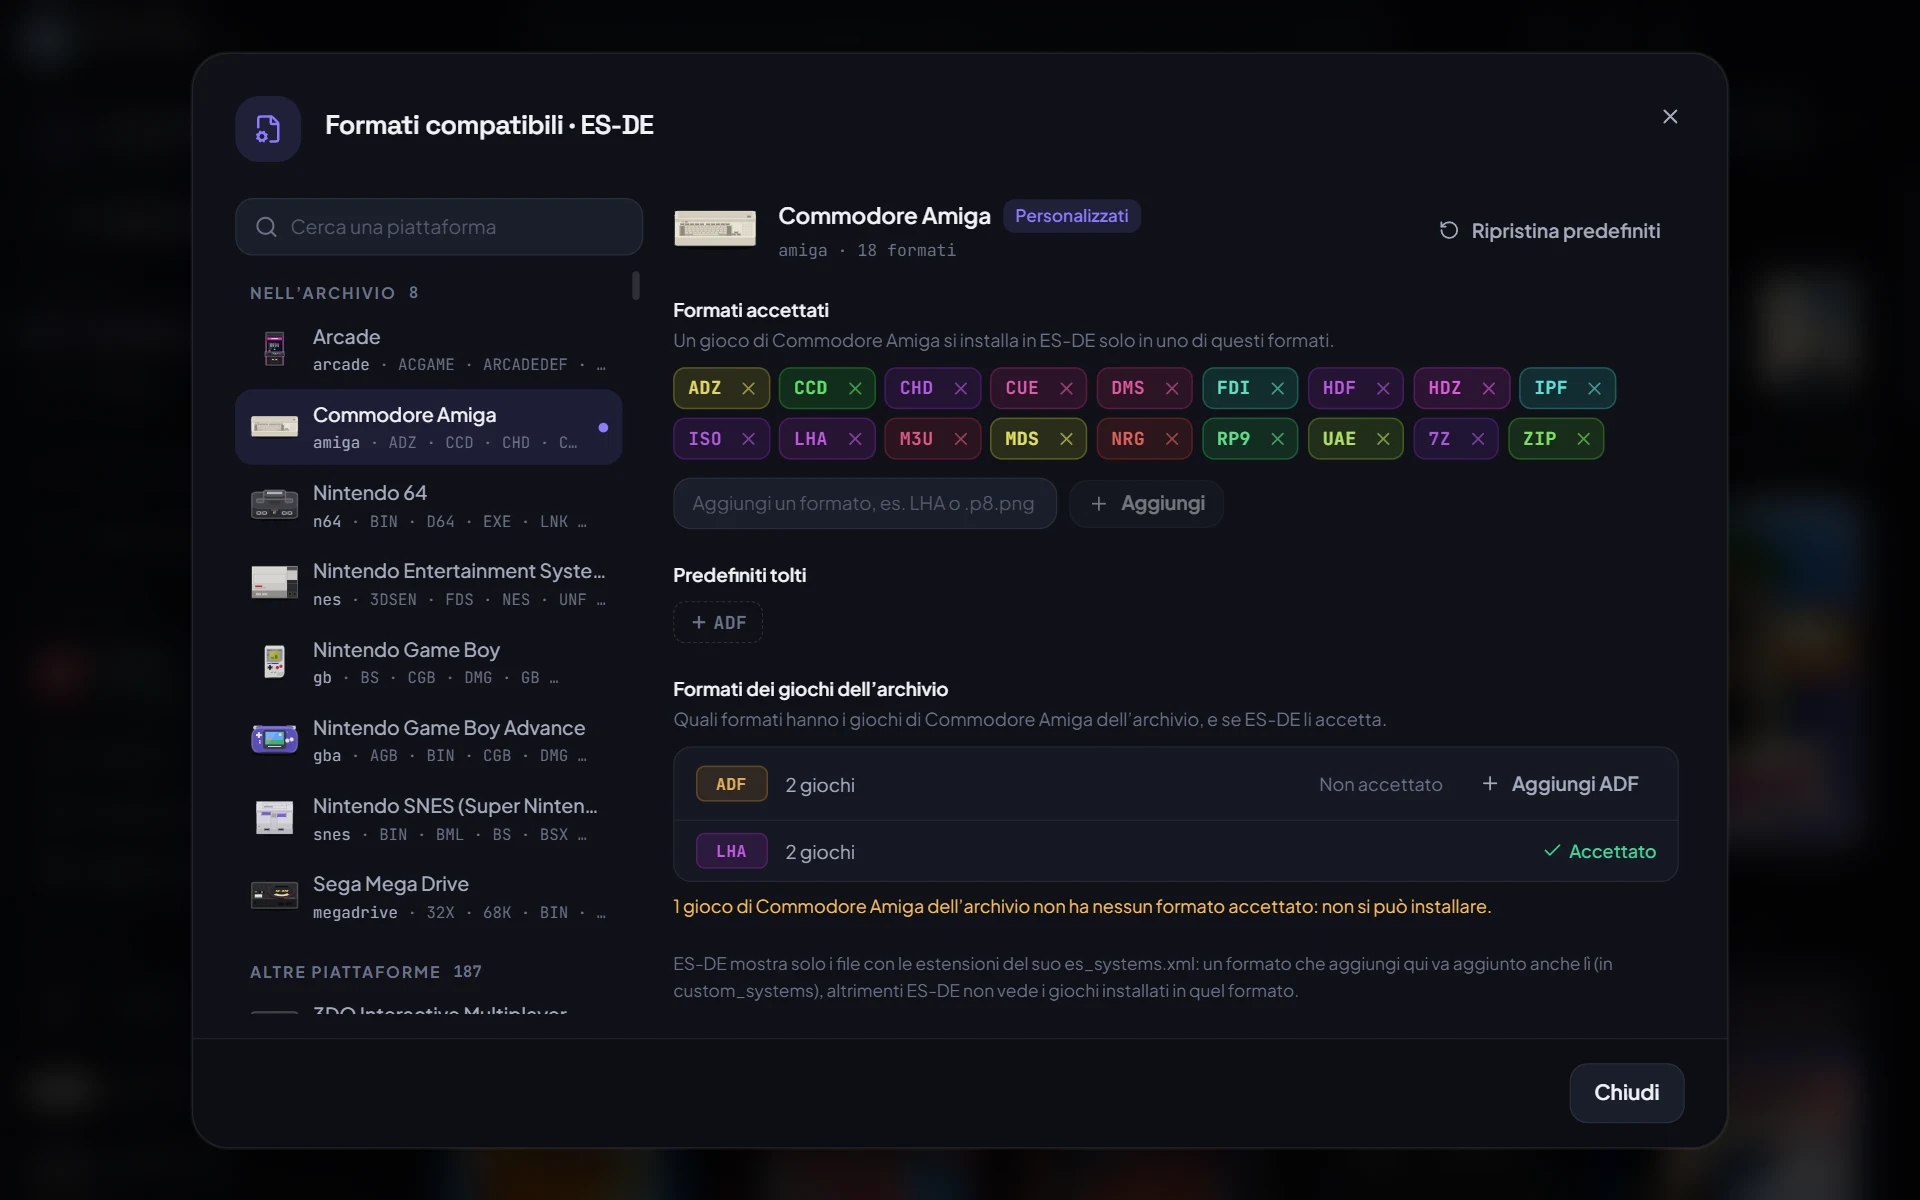 Formati compatibili · ES-DE
Cerca una piattaforma
NELL’ARCHIVIO 8
Arcade
arcade · ACGAME · ARCADEDEF · …
Commodore Amiga
amiga · ADZ · CCD · CHD · C…
Nintendo 64
n64 · BIN · D64 · EXE · LNK …
Nintendo Entertainment Syste…
nes · 3DSEN · FDS · NES · UNF …
Nintendo Game Boy
gb · BS · CGB · DMG · GB …
Nintendo Game Boy Advance
gba · AGB · BIN · CGB · DMG …
Nintendo SNES (Super Ninten…
snes · BIN · BML · BS · BSX …
Sega Mega Drive
megadrive · 32X · 68K · BIN · …
ALTRE PIATTAFORME 187
3DO Interactive Multiplayer
Commodore Amiga Personalizzati
amiga · 18 formati
Ripristina predefiniti
Formati accettati
Un gioco di Commodore Amiga si installa in ES-DE solo in uno di questi formati.
ADZ CCD CHD CUE DMS FDI HDF HDZ IPF
ISO LHA M3U MDS NRG RP9 UAE 7Z ZIP
Aggiungi un formato, es. LHA o .p8.png + Aggiungi
Predefiniti tolti
+ ADF
Formati dei giochi dell’archivio
Quali formati hanno i giochi di Commodore Amiga dell’archivio, e se ES-DE li accetta.
ADF 2 giochi Non accettato + Aggiungi ADF
LHA 2 giochi Accettato
1 gioco di Commodore Amiga dell’archivio non ha nessun formato accettato: non si può installare.
ES-DE mostra solo i file con le estensioni del suo es_systems.xml: un formato che aggiungi qui va aggiunto anche lì (in
custom_systems), altrimenti ES-DE non vede i giochi installati in quel formato.
Chiudi